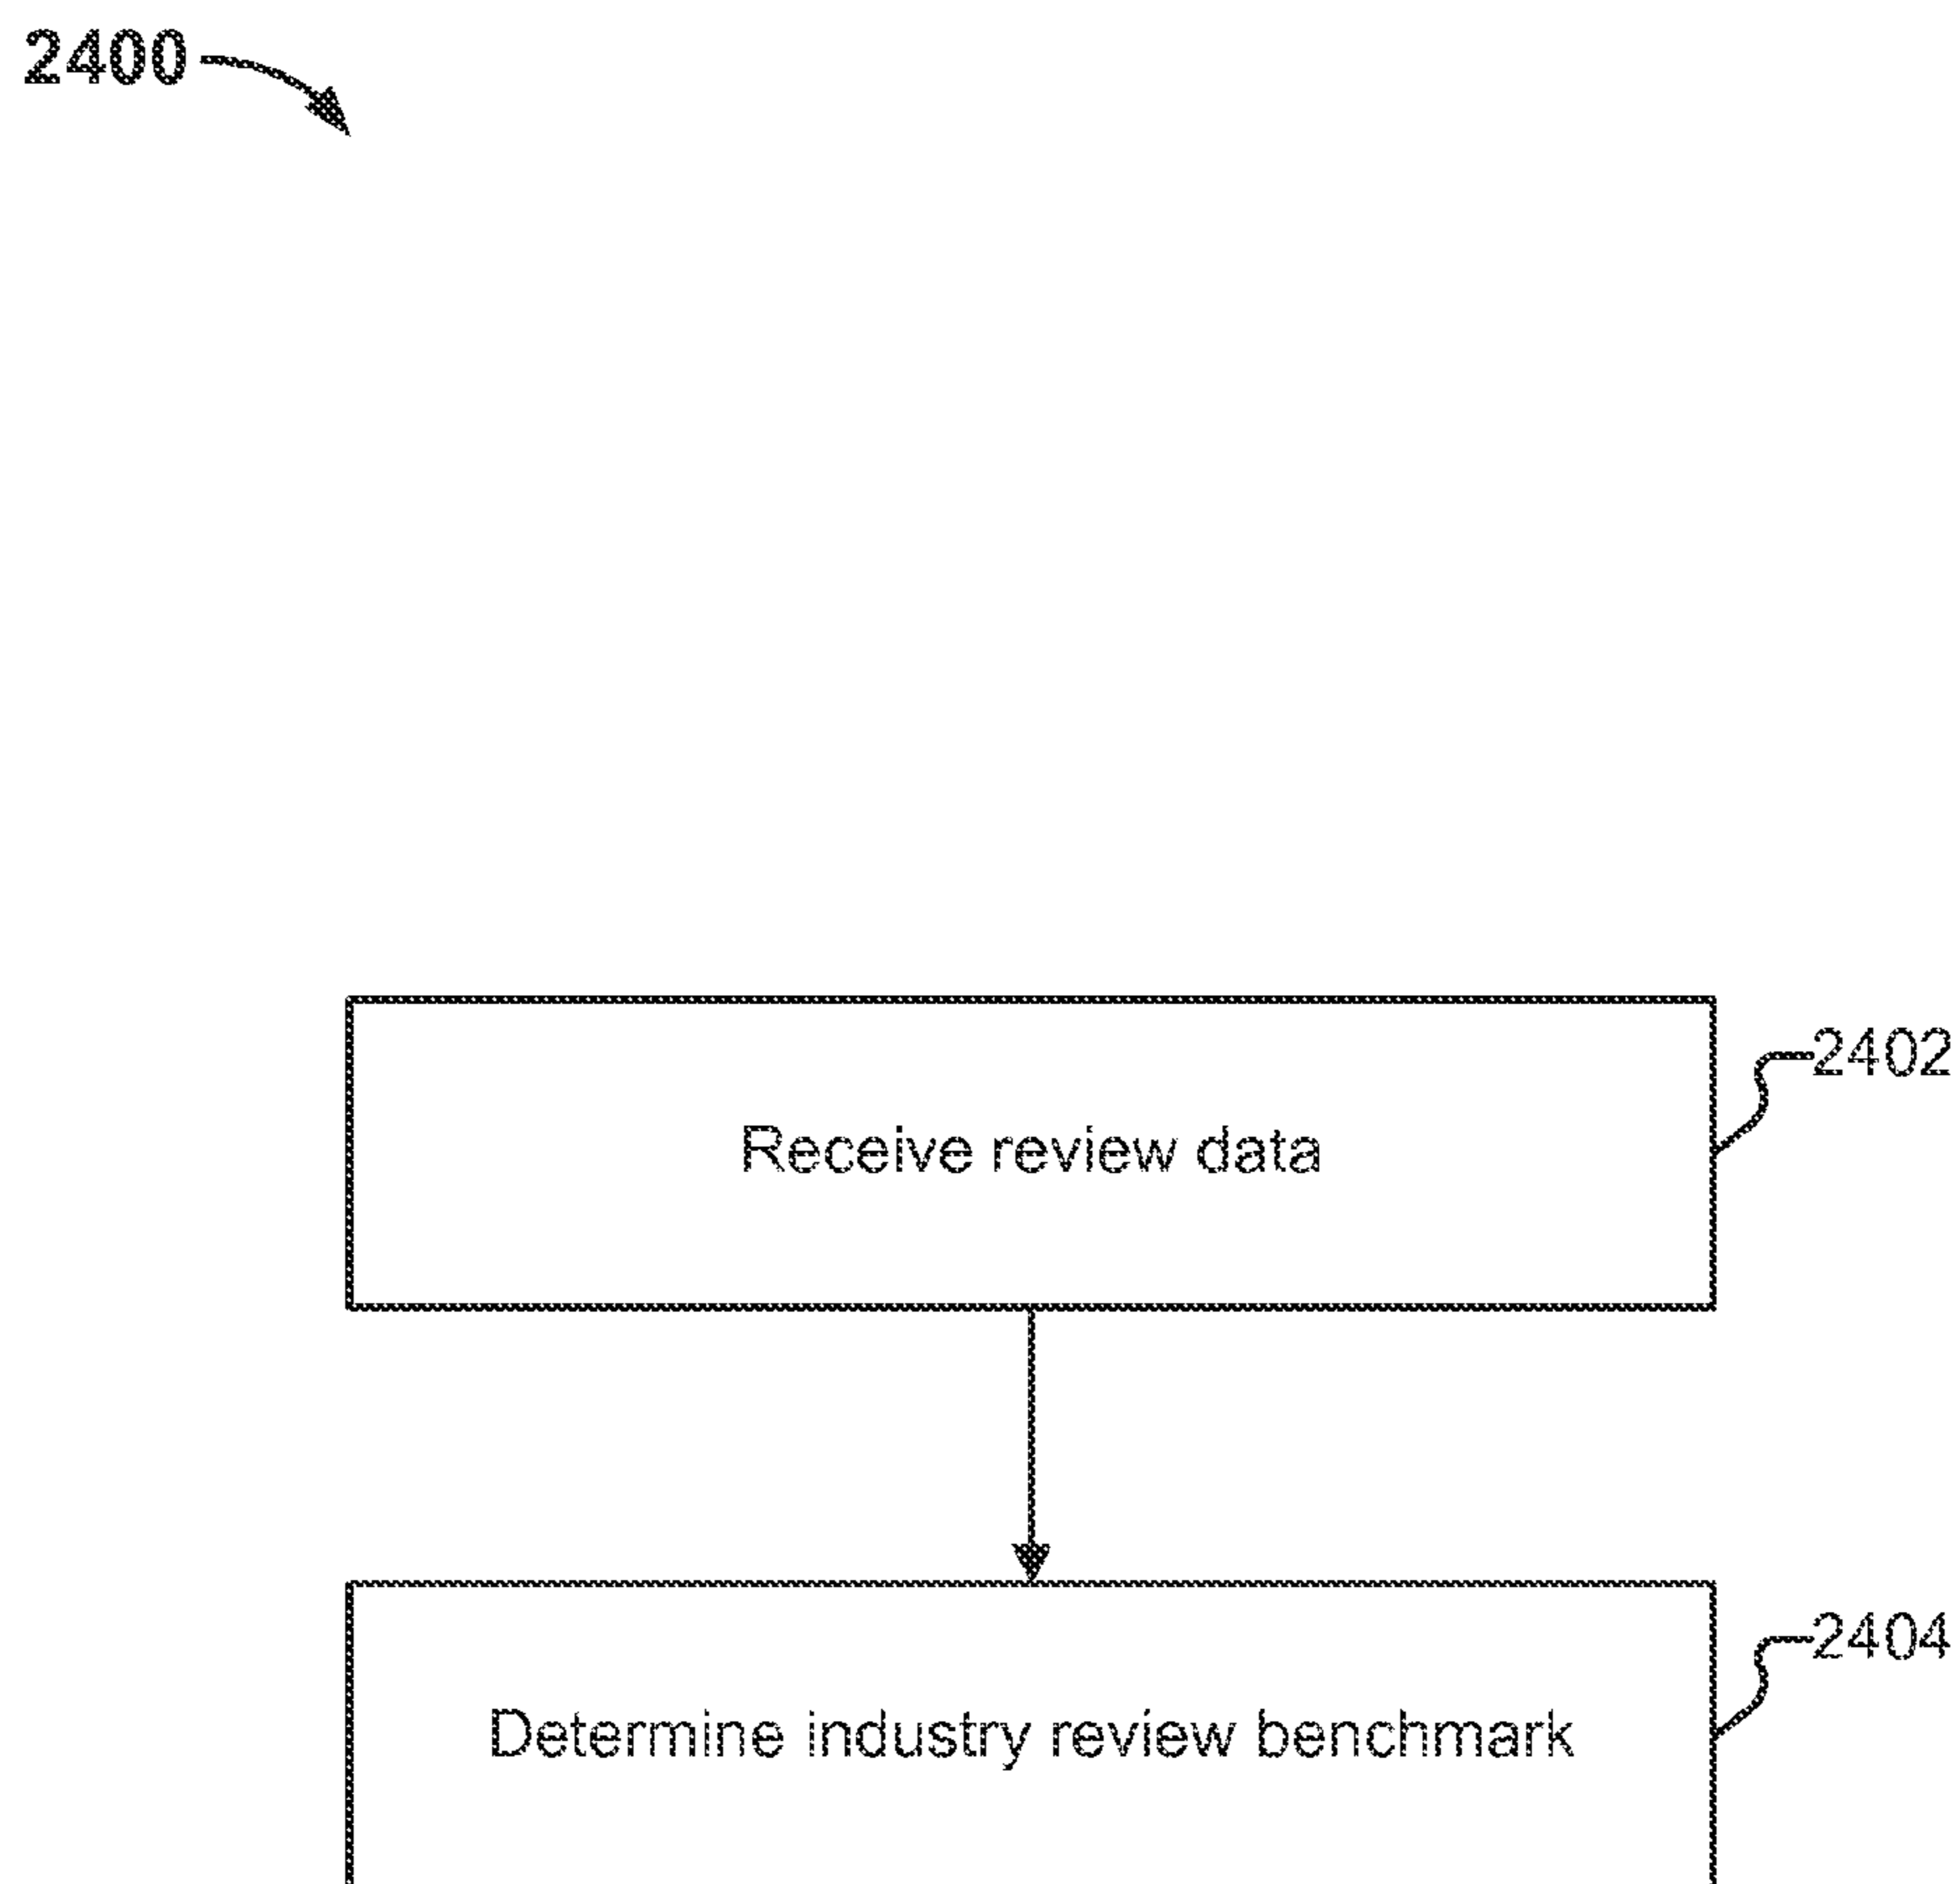 2400
2402
Receive review data
2404
Determine industry review benchmark